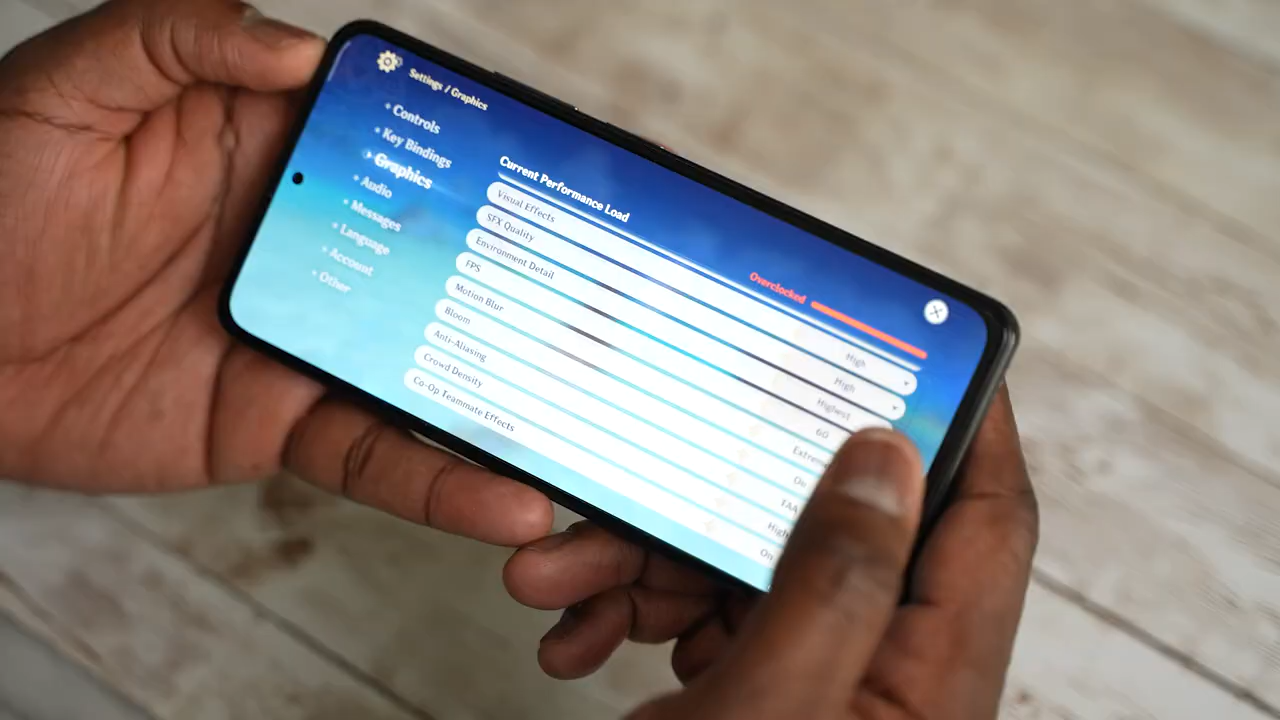 Settings / Graphics
Controls
Key Bindings
Graphics
Audio
Messages
Language
Account
Other
Current Performance Load
Overclocked
Visual Effects High
SFX Quality High
Environment Detail Highest
FPS 60
Motion Blur Extreme
Bloom On
Anti-Aliasing TAA
Crowd Density High
Co-Op Teammate Effects On